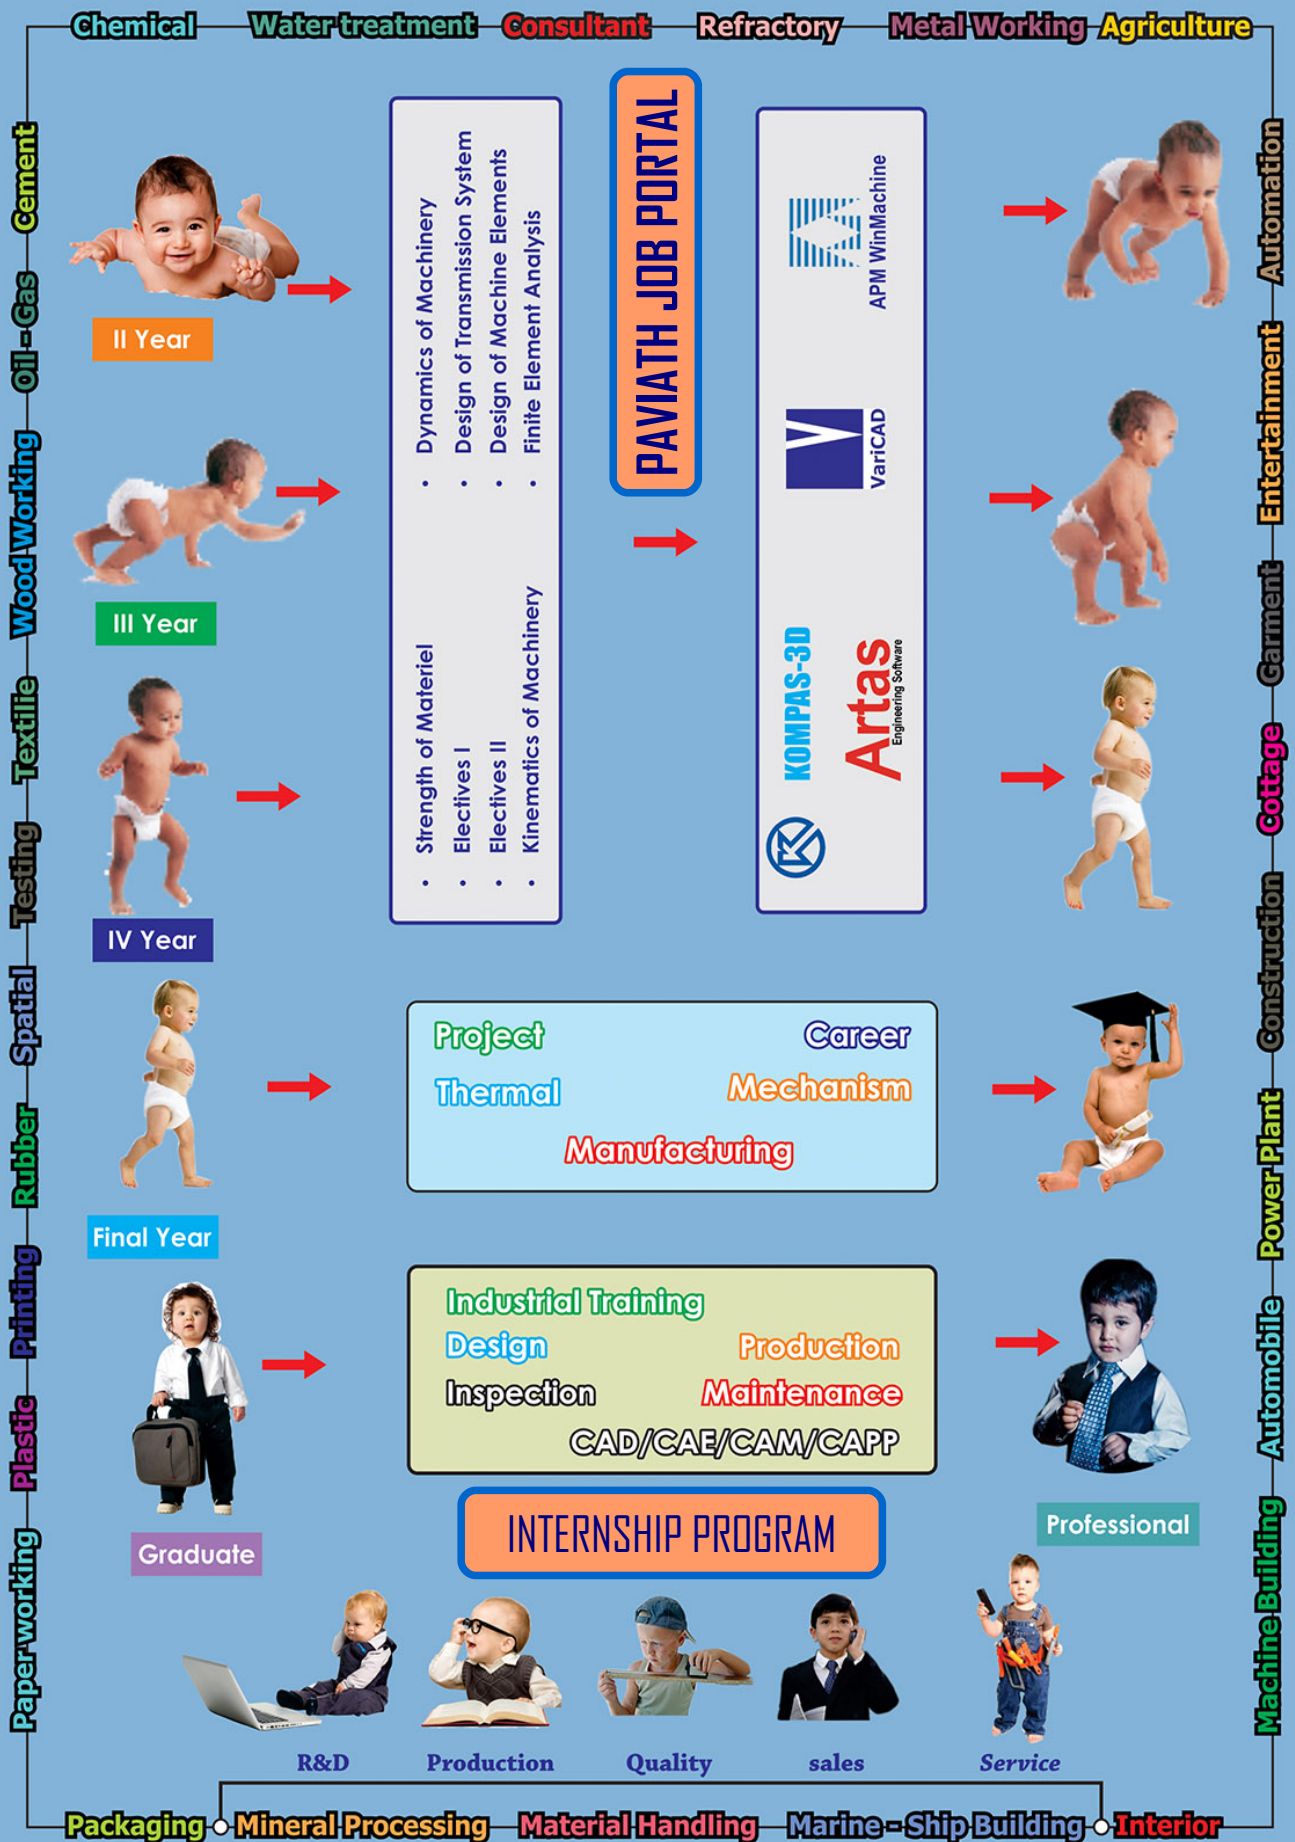 Chemical
Water treatment
Consultant
Refractory
Metal Working
Agriculture
Cement
Oil - Gas
Wood Working
Textilie
Testing
Spatial
Rubber
Printing
Plastic
Paper working
II Year
III Year
IV Year
Final Year
Graduate
• Dynamics of Machinery
• Design of Transmission System
• Design of Machine Elements
• Finite Element Analysis
• Strength of Materiel
• Electives I
• Electives II
• Kinematics of Machinery
PAVIATH JOB PORTAL
APM WinMachine
VariCAD
KOMPAS-3D
Artas
Engineering Software
Project
Career
Thermal
Mechanism
Manufacturing
Industrial Training
Design
Production
Inspection
Maintenance
CAD/CAE/CAM/CAPP
INTERNSHIP PROGRAM
Professional
R&D
Production
Quality
sales
Service
Automation
Entertainment
Garment
Cottage
Construction
Power Plant
Automobile
Machine Building
Packaging
Mineral Processing
Material Handling
Marine - Ship Building
Interior